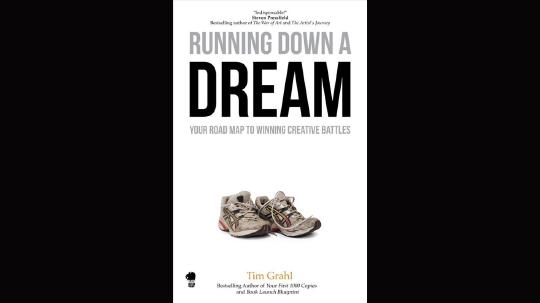 "Indispensable!"
Steven Pressfield
Bestselling author of The War of Art and The Artist's Journey
RUNNING DOWN A
DREAM
YOUR ROAD MAP TO WINNING CREATIVE BATTLES
Tim Grahl
Bestselling Author of Your First 1000 Copies
and Book Launch Blueprint